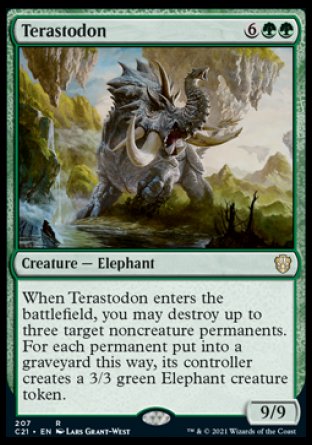 Terastodon 6
Creature — Elephant
When Terastodon enters the
battlefield, you may destroy up to
three target noncreature permanents.
For each permanent put into a
graveyard this way, its controller
creates a 3/3 green Elephant creature
token.
9/9
207 R
C21 • EN Lars Grant-West
™ & © 2021 Wizards of the Coast